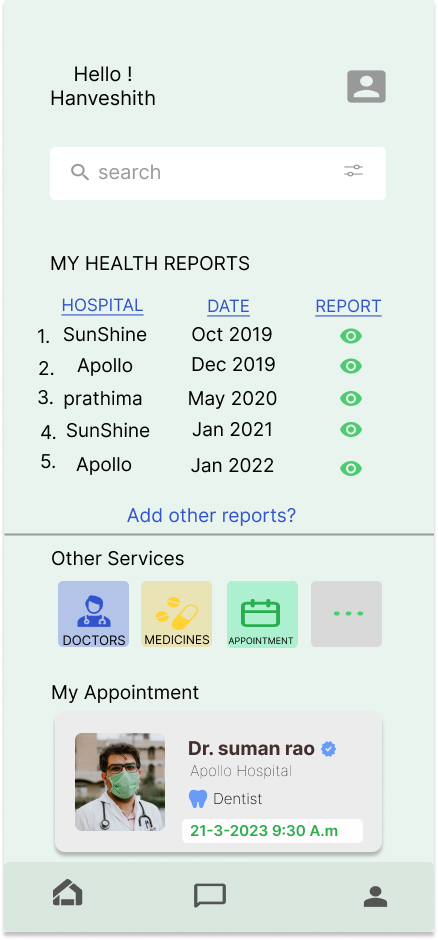 Hello !
Hanveshith
search
MY HEALTH REPORTS
HOSPITAL DATE REPORT
1. SunShine Oct 2019
2. Apollo Dec 2019
3. prathima May 2020
4. SunShine Jan 2021
5. Apollo Jan 2022
Add other reports?
Other Services
DOCTORS MEDICINES APPOINTMENT
My Appointment
Dr. suman rao
Apollo Hospital
Dentist
21-3-2023 9:30 A.m